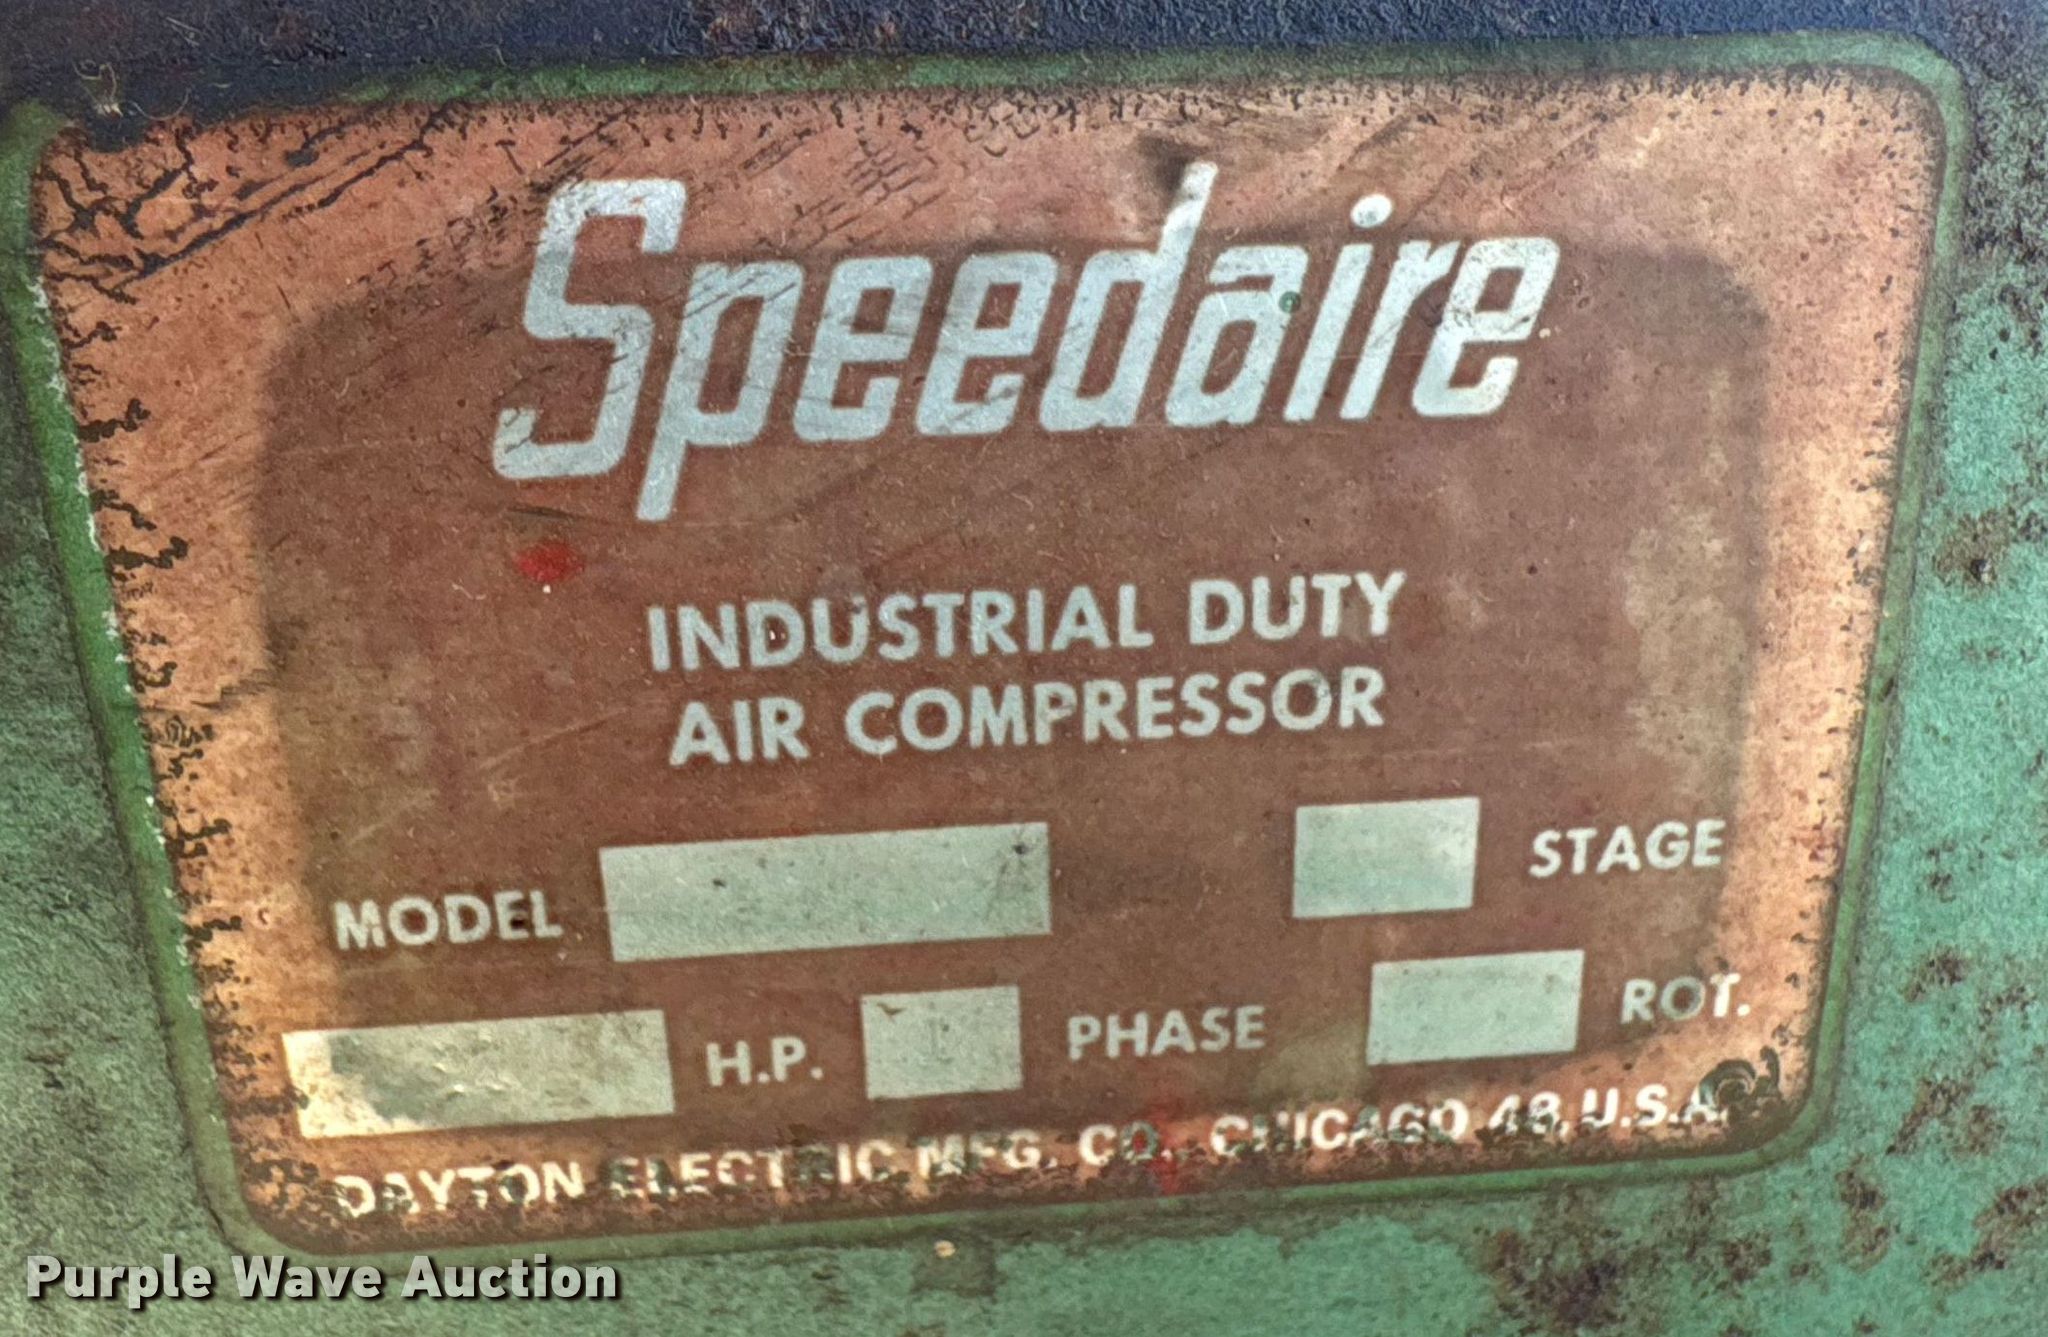 Speedaire
INDUSTRIAL DUTY
AIR COMPRESSOR
MODEL STAGE
H.P. PHASE ROT.
DAYTON ELECTRIC MFG. CO., CHICAGO 48, U.S.A.
Purple Wave Auction